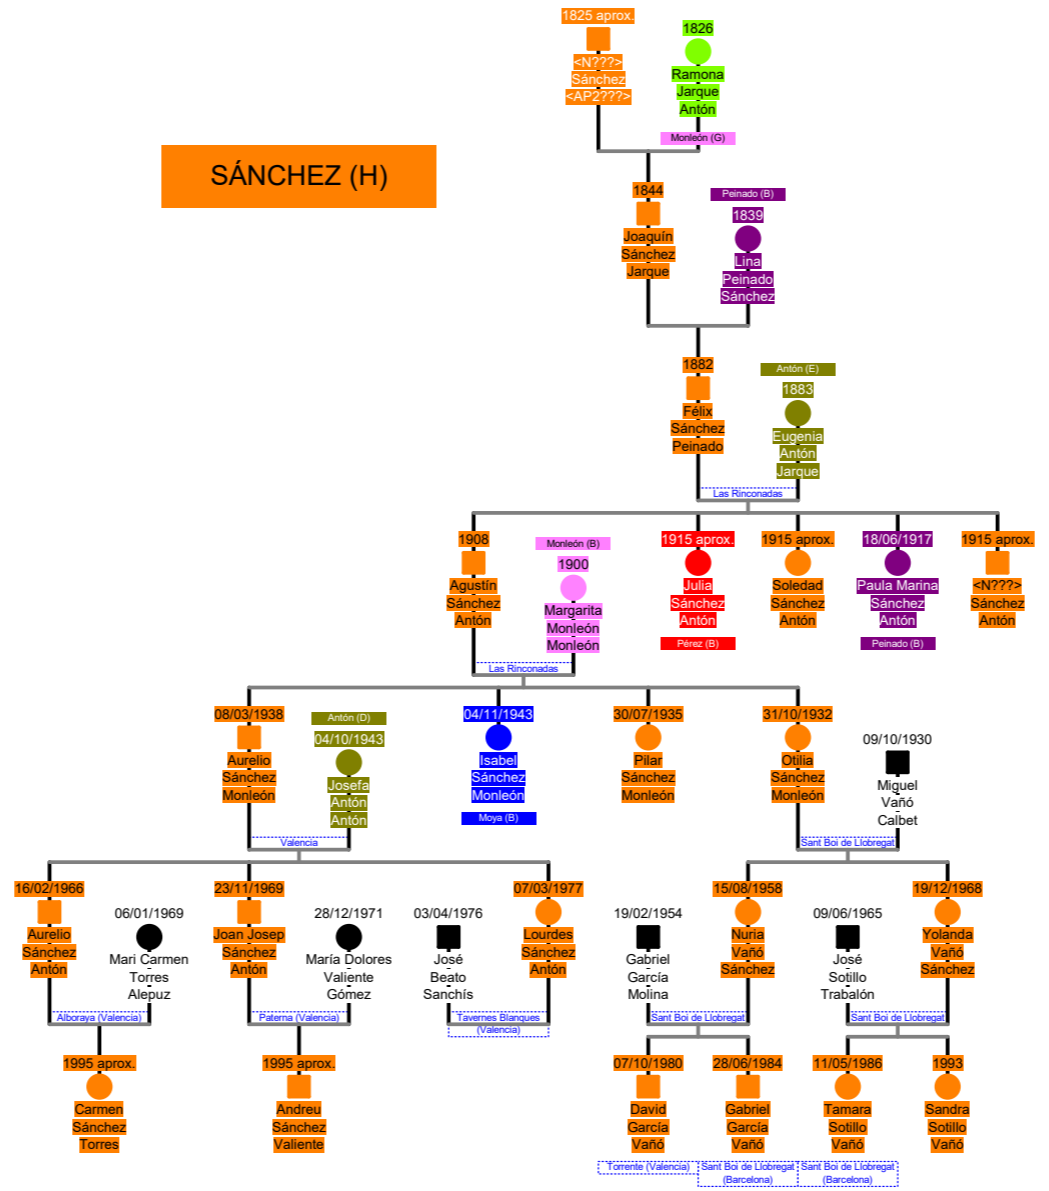 1825 aprox.
<N???>
Sánchez
<AP2???>
1826
Ramona
Jarque
Antón
Monleón (G)
SÁNCHEZ (H)
1844
Joaquín
Sánchez
Jarque
Peinado (B)
1839
Lina
Peinado
Sánchez
1882
Félix
Sánchez
Peinado
Antón (E)
1883
Eugenia
Antón
Jarque
Las Rinconadas
1908
Agustín
Sánchez
Antón
Monleón (B)
1900
Margarita
Monleón
Monleón
1915 aprox.
Julia
Sánchez
Antón
Pérez (B)
1915 aprox.
Soledad
Sánchez
Antón
18/06/1917
Paula Marina
Sánchez
Antón
Peinado (B)
1915 aprox.
<N???>
Sánchez
Antón
Las Rinconadas
08/03/1938
Aurelio
Sánchez
Monleón
Antón (D)
04/10/1943
Josefa
Antón
Antón
04/11/1943
Isabel
Sánchez
Monleón
Moya (B)
30/07/1935
Pilar
Sánchez
Monleón
31/10/1932
Otilia
Sánchez
Monleón
09/10/1930
Miguel
Vañó
Calbet
Valencia
Sant Boi de Llobregat
16/02/1966
Aurelio
Sánchez
Antón
06/01/1969
Mari Carmen
Torres
Alepuz
23/11/1969
Joan Josep
Sánchez
Antón
28/12/1971
María Dolores
Valiente
Gómez
03/04/1976
José
Beato
Sanchís
07/03/1977
Lourdes
Sánchez
Antón
19/02/1954
Gabriel
García
Molina
15/08/1958
Nuria
Vañó
Sánchez
09/06/1965
José
Sotillo
Trabalón
19/12/1968
Yolanda
Vañó
Sánchez
Alboraya (Valencia)
Paterna (Valencia)
Tavernes Blanques
(Valencia)
Sant Boi de Llobregat
Sant Boi de Llobregat
1995 aprox.
Carmen
Sánchez
Torres
1995 aprox.
Andreu
Sánchez
Valiente
07/10/1980
David
García
Vañó
28/06/1984
Gabriel
García
Vañó
11/05/1986
Tamara
Sotillo
Vañó
1993
Sandra
Sotillo
Vañó
Torrente (Valencia)
Sant Boi de Llobregat
(Barcelona)
Sant Boi de Llobregat
(Barcelona)